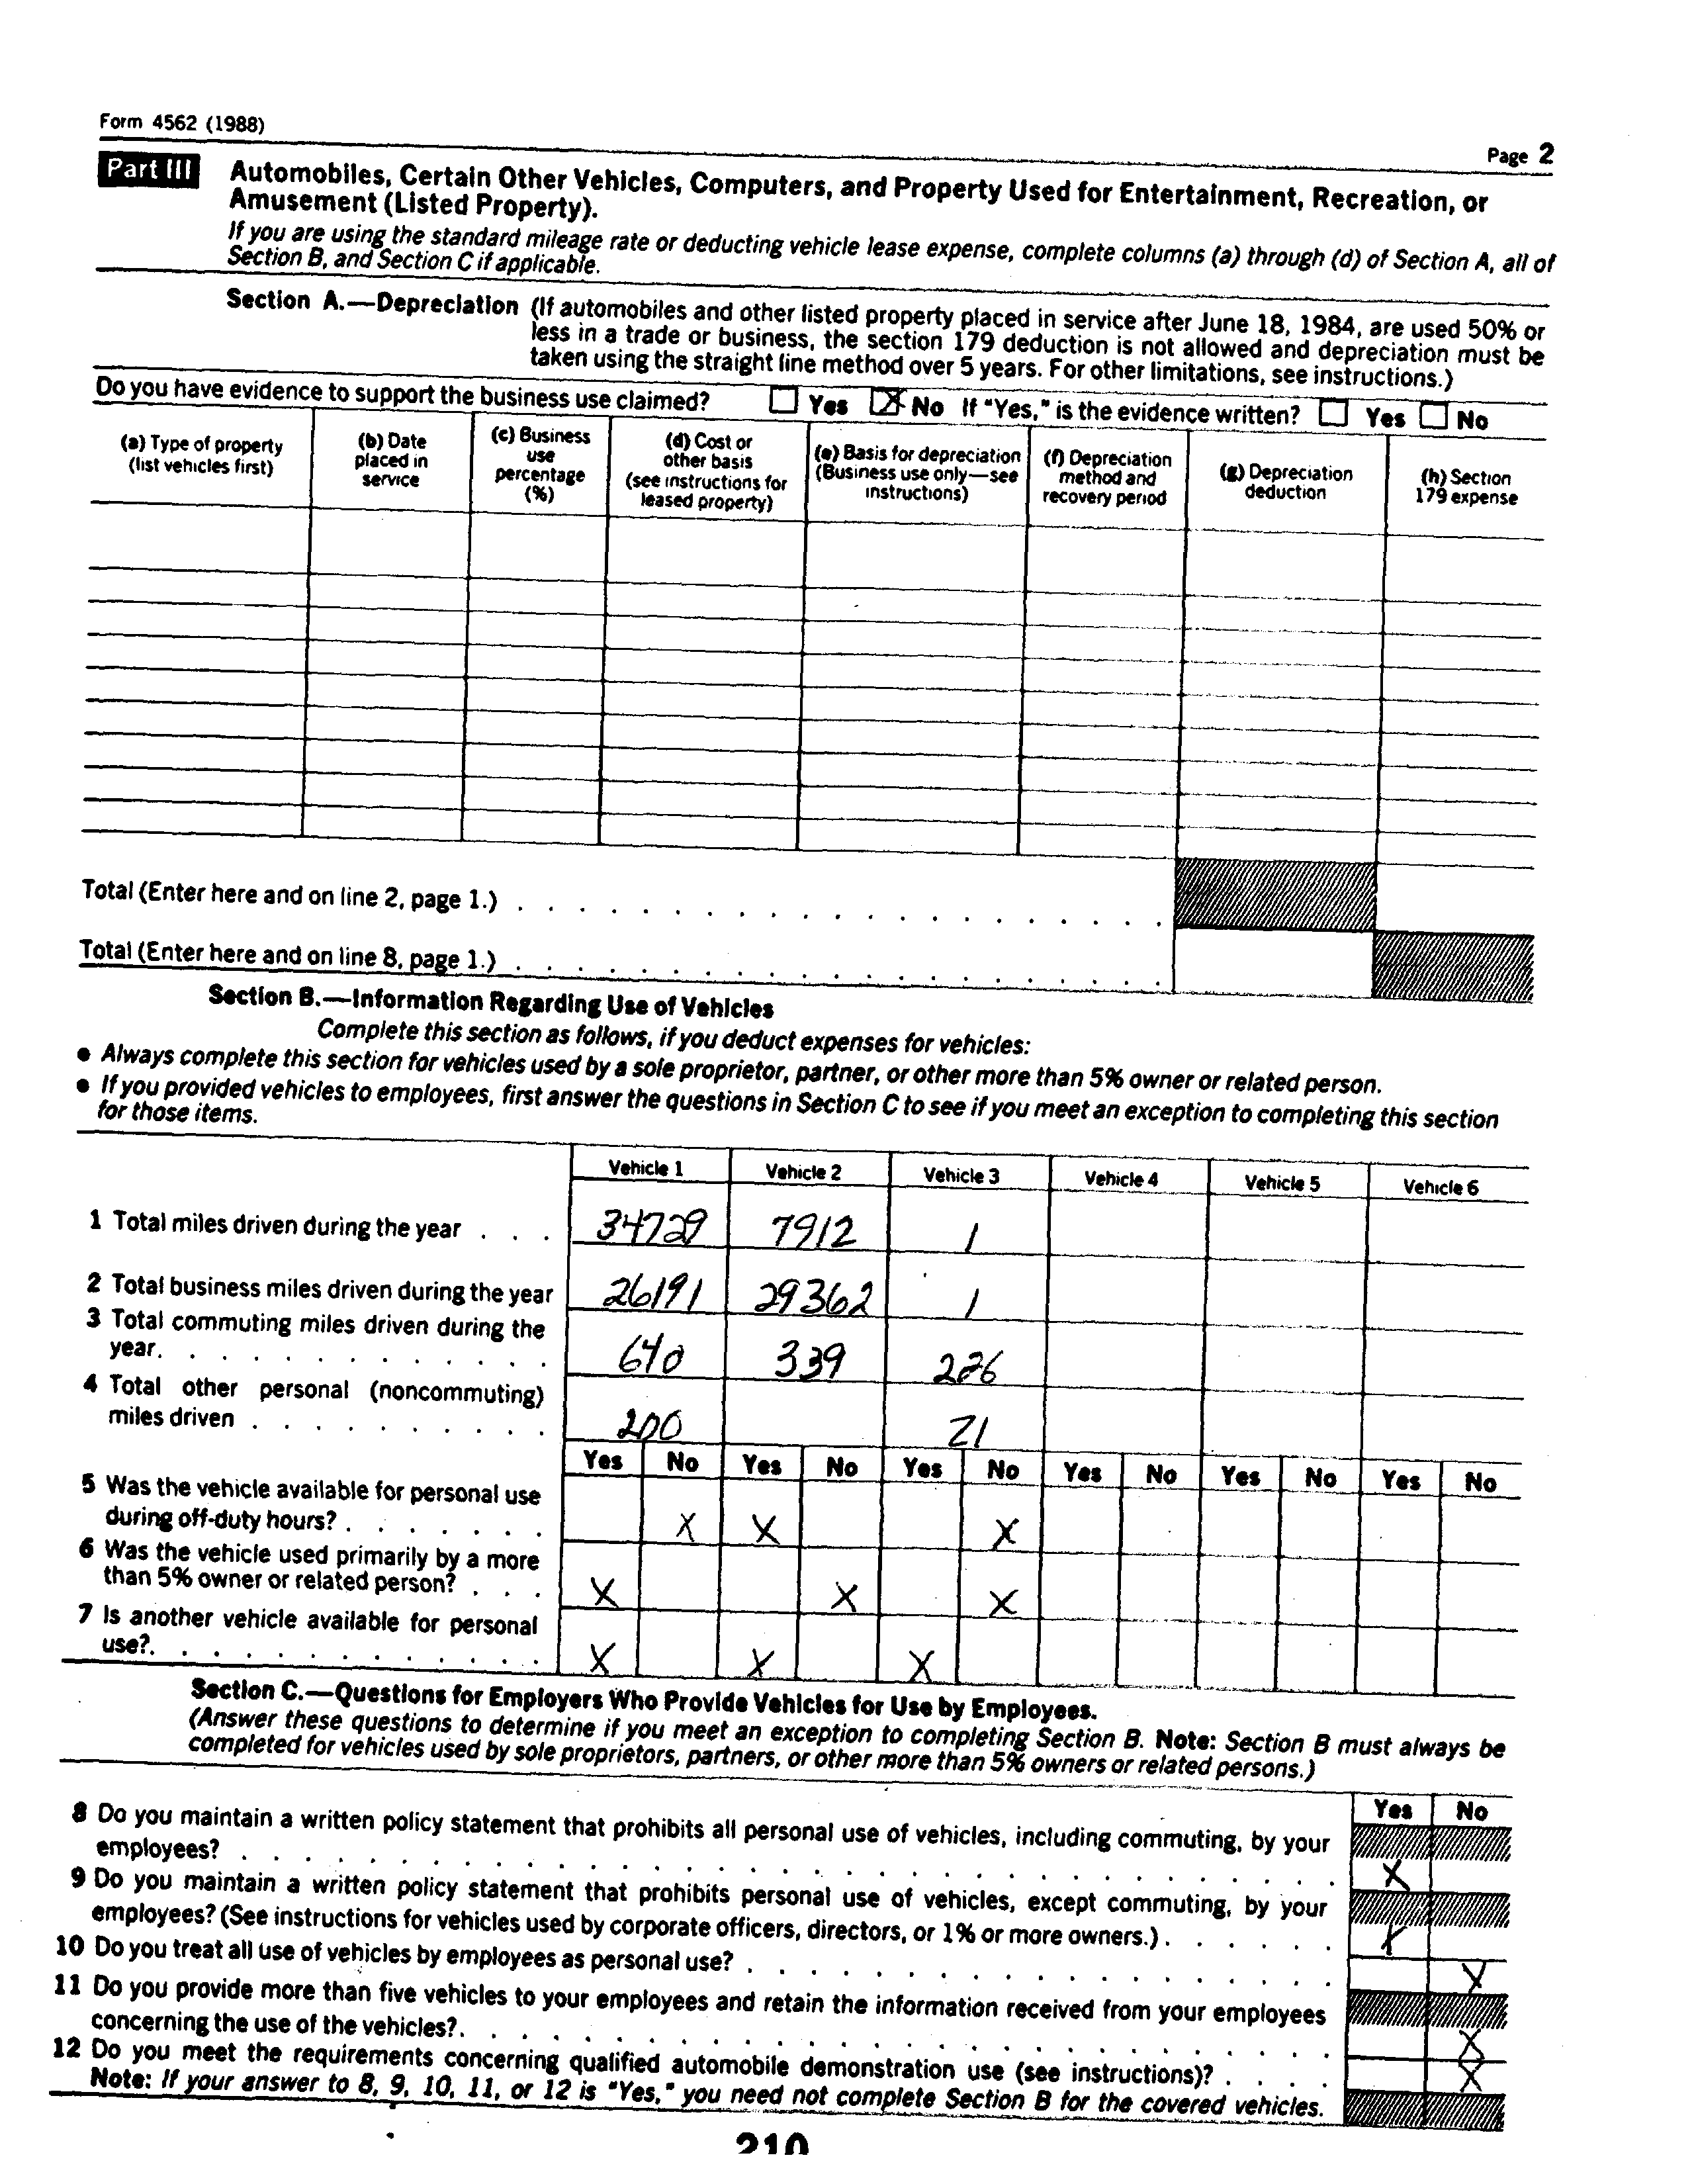 Form 4562 (1988)
Page 2
Part III
Automobiles, Certain Other Vehicles, Computers, and Property Used for Entertainment, Recreation, or
Amusement (Listed Property).
If you are using the standard mileage rate or deducting vehicle lease expense, complete columns (a) through (d) of Section A, all of
Section B, and Section C if applicable.
Section A.—Depreciation (If automobiles and other listed property placed in service after June 18, 1984, are used 50% or
less in a trade or business, the section 179 deduction is not allowed and depreciation must be
taken using the straight line method over 5 years. For other limitations, see instructions.)
Do you have evidence to support the business use claimed? Yes X No If "Yes," is the evidence written? Yes No
(a) Type of property
(list vehicles first)
(b) Date
placed in
service
(c) Business
use
percentage
(%)
(d) Cost or
other basis
(see instructions for
leased property)
(e) Basis for depreciation
(Business use only—see
instructions)
(f) Depreciation
method and
recovery period
(g) Depreciation
deduction
(h) Section
179 expense
Total (Enter here and on line 2, page 1.) . . . . . . . . . . . . . . . . . . . . .
Total (Enter here and on line 8, page 1.) . . . . . . . . . . . . . . . . . . . . .
Section B.—Information Regarding Use of Vehicles
Complete this section as follows, if you deduct expenses for vehicles:
● Always complete this section for vehicles used by a sole proprietor, partner, or other more than 5% owner or related person.
● If you provided vehicles to employees, first answer the questions in Section C to see if you meet an exception to completing this section
for those items.
Vehicle 1 Vehicle 2 Vehicle 3 Vehicle 4 Vehicle 5 Vehicle 6
1 Total miles driven during the year . . . 34729 7912 1
2 Total business miles driven during the year 26191 29362 1
3 Total commuting miles driven during the
year. . . . . . . . . . . . . 640 339 226
4 Total other personal (noncommuting)
miles driven . . . . . . . . . . 200 21
Yes No Yes No Yes No Yes No Yes No Yes No
5 Was the vehicle available for personal use
during off-duty hours? . . . . . . . X X X
6 Was the vehicle used primarily by a more
than 5% owner or related person? . . . X X X
7 Is another vehicle available for personal
use?. . . . . . . . . . . . . X X X
Section C.—Questions for Employers Who Provide Vehicles for Use by Employees.
(Answer these questions to determine if you meet an exception to completing Section B. Note: Section B must always be
completed for vehicles used by sole proprietors, partners, or other more than 5% owners or related persons.)
Yes No
8 Do you maintain a written policy statement that prohibits all personal use of vehicles, including commuting, by your
employees? . . . . . . . . . . . . . . . . . . . . . . . . . . . . . . . . . . . X
9 Do you maintain a written policy statement that prohibits personal use of vehicles, except commuting, by your
employees? (See instructions for vehicles used by corporate officers, directors, or 1% or more owners.) . . . . . . X
10 Do you treat all use of vehicles by employees as personal use? . . . . . . . . . . . . . . . . . . . X
11 Do you provide more than five vehicles to your employees and retain the information received from your employees
concerning the use of the vehicles?. . . . . . . . . . . . . . . . . . . . . . . . . . . . X
12 Do you meet the requirements concerning qualified automobile demonstration use (see instructions)? . . . . X
Note: If your answer to 8, 9, 10, 11, or 12 is "Yes," you need not complete Section B for the covered vehicles.
210